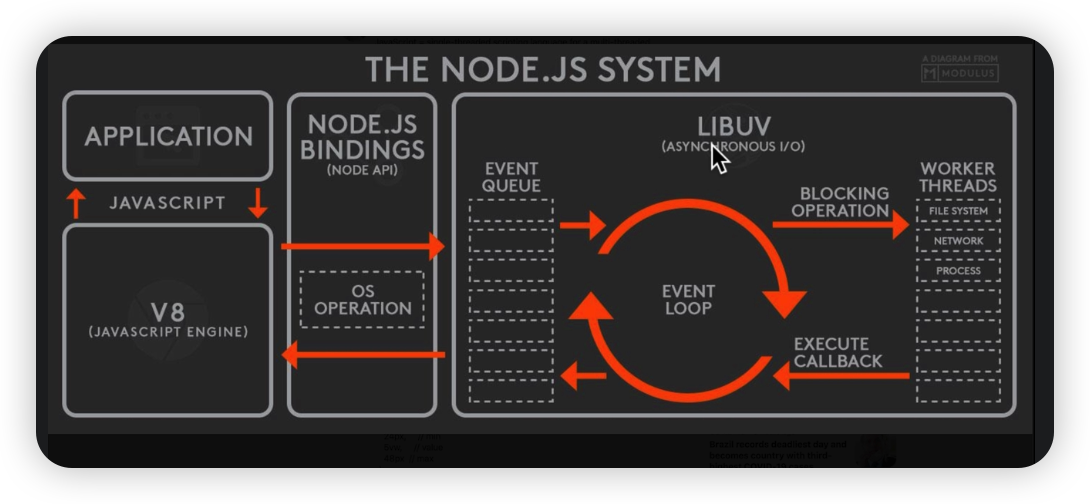 THE NODE.JS SYSTEM
A DIAGRAM FROM
MODULUS
APPLICATION
JAVASCRIPT
V8
(JAVASCRIPT ENGINE)
NODE.JS
BINDINGS
(NODE API)
OS
OPERATION
LIBUV
(ASYNCHRONOUS I/O)
EVENT
QUEUE
EVENT
LOOP
BLOCKING
OPERATION
EXECUTE
CALLBACK
WORKER
THREADS
FILE SYSTEM
NETWORK
PROCESS
Brazil records deadliest day and
becomes country with third-